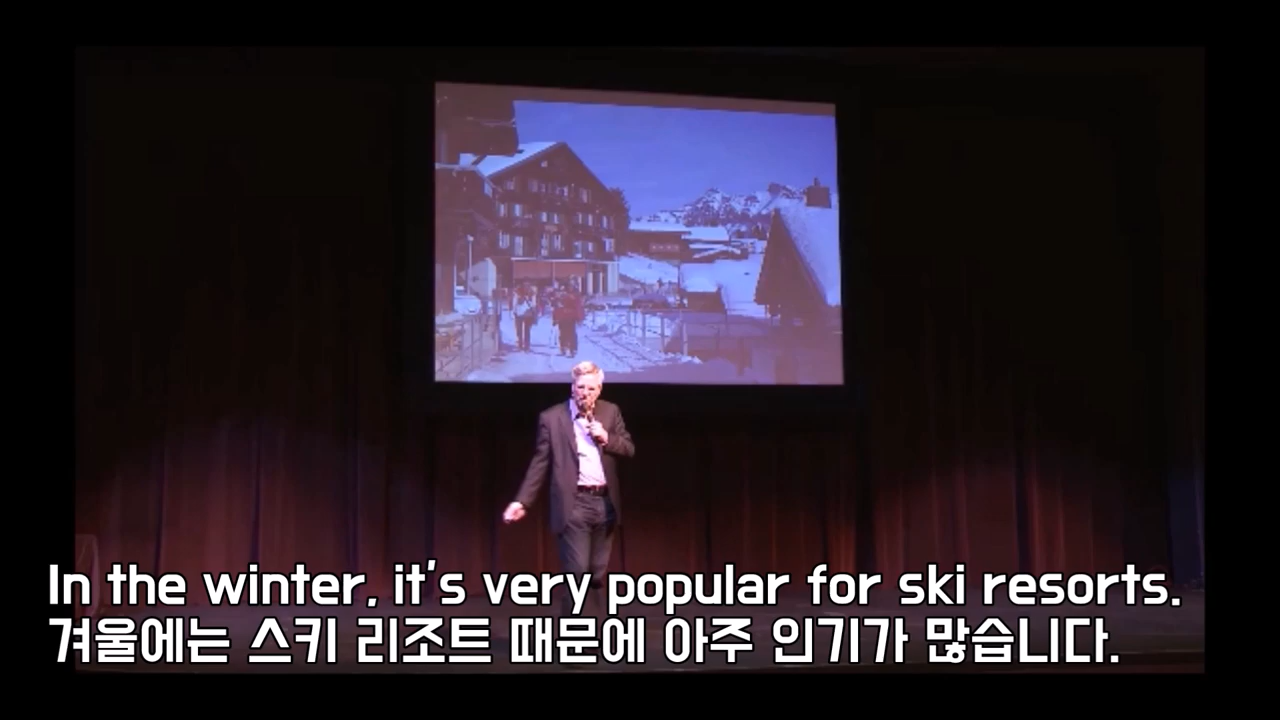 In the winter, it's very popular for ski resorts.
겨울에는 스키 리조트 때문에 아주 인기가 많습니다.